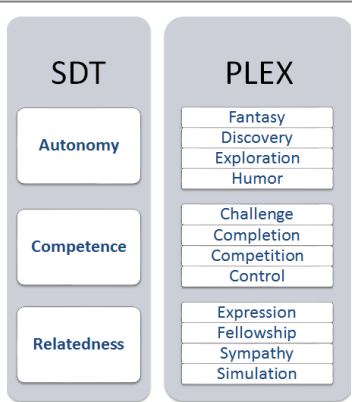 SDT
Autonomy
Competence
Relatedness
PLEX
Fantasy
Discovery
Exploration
Humor
Challenge
Completion
Competition
Control
Expression
Fellowship
Sympathy
Simulation